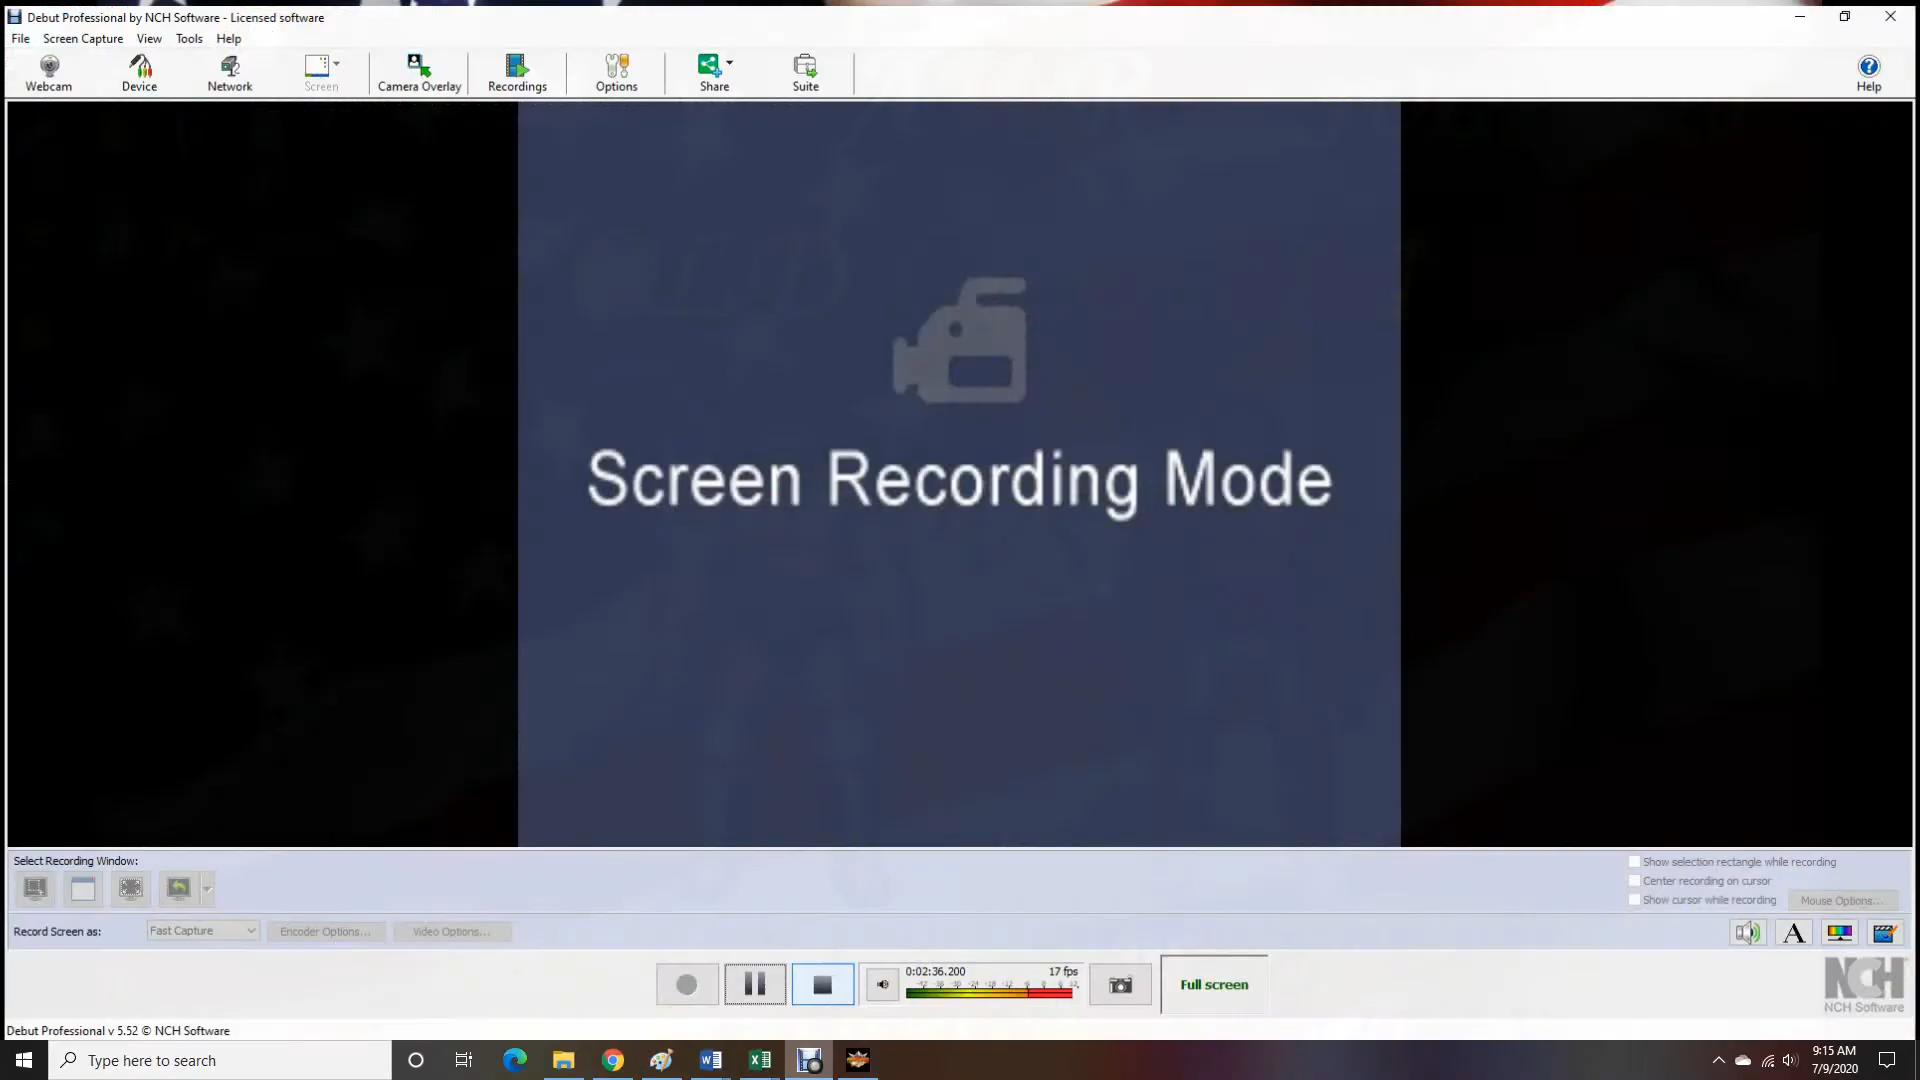 Debut Professional by NCH Software - Licensed software
File Screen Capture View Tools Help
Webcam Device Network Screen Camera Overlay Recordings Options Share Suite Help
Screen Recording Mode
Select Recording Window:
Show selection rectangle while recording
Center recording on cursor
Show cursor while recording Mouse Options...
Record Screen as: Fast Capture Encoder Options... Video Options...
A
0:02:36.200 17 fps
Full screen
NCH
NCH Software
Debut Professional v 5.52 © NCH Software
Type here to search
9:15 AM
7/9/2020